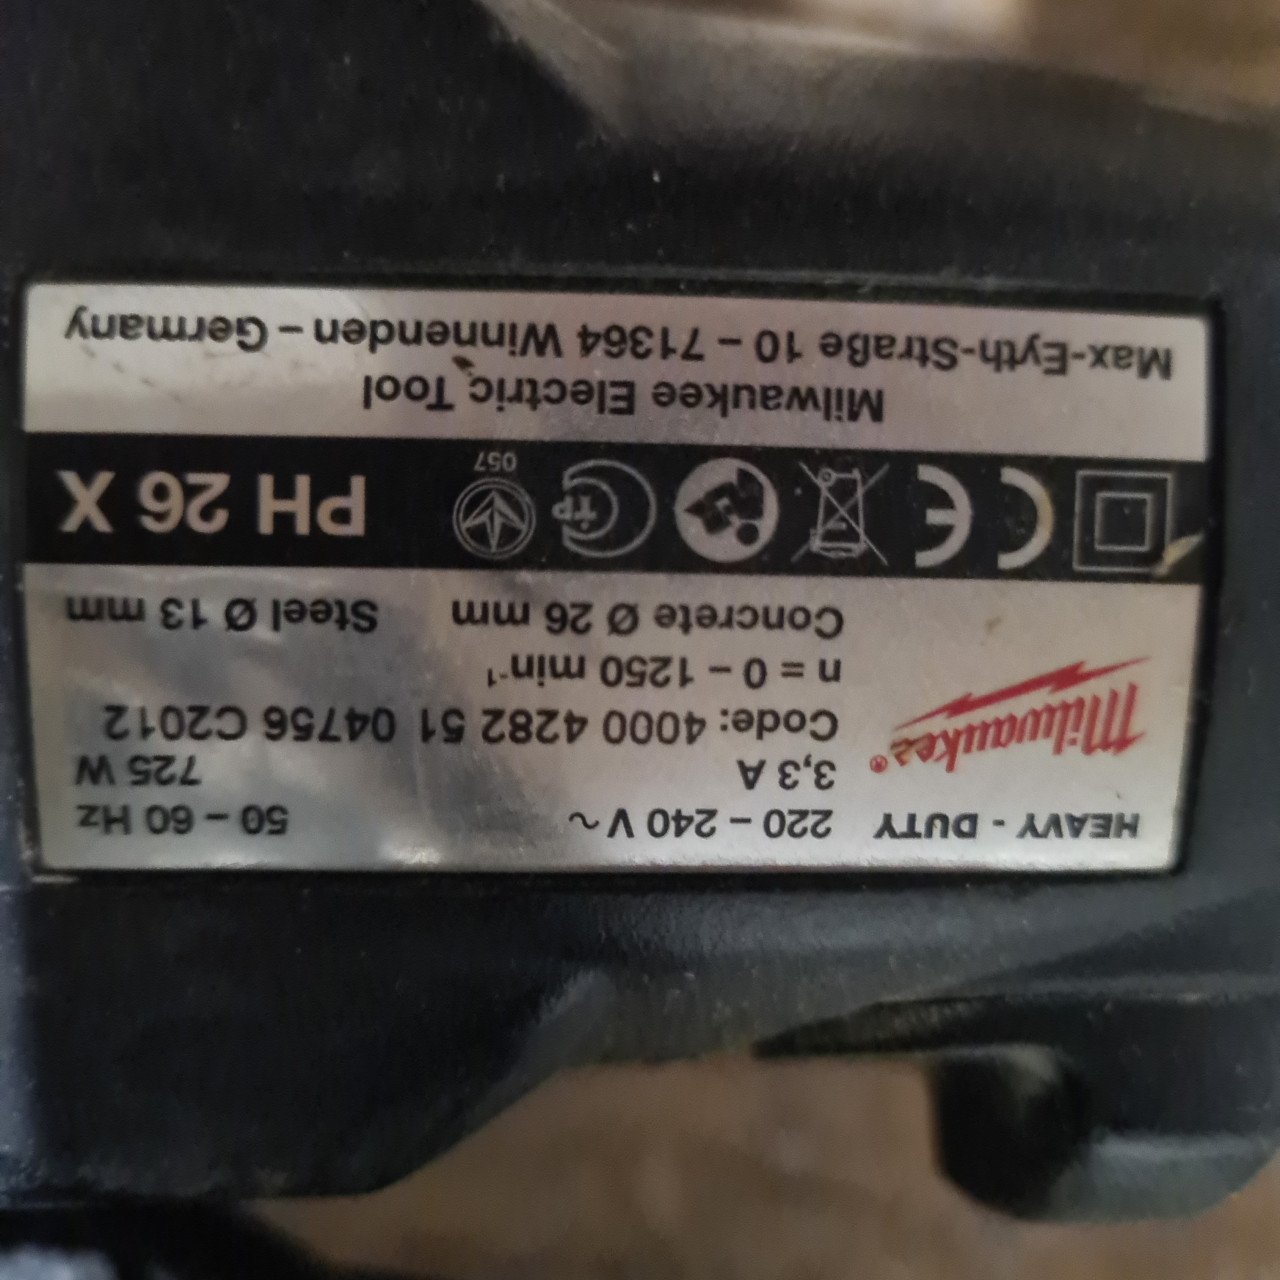 HEAVY - DUTY 220 – 240 V ~ 50 – 60 Hz
Milwaukee® 3,3 A 725 W
Code: 4000 4282 51 04756 C2012
n = 0 – 1250 min⁻¹
Concrete Ø 26 mm Steel Ø 13 mm
CE ТР PH 26 X
057
Milwaukee Electric Tool
Max-Eyth-Straße 10 – 71364 Winnenden – Germany